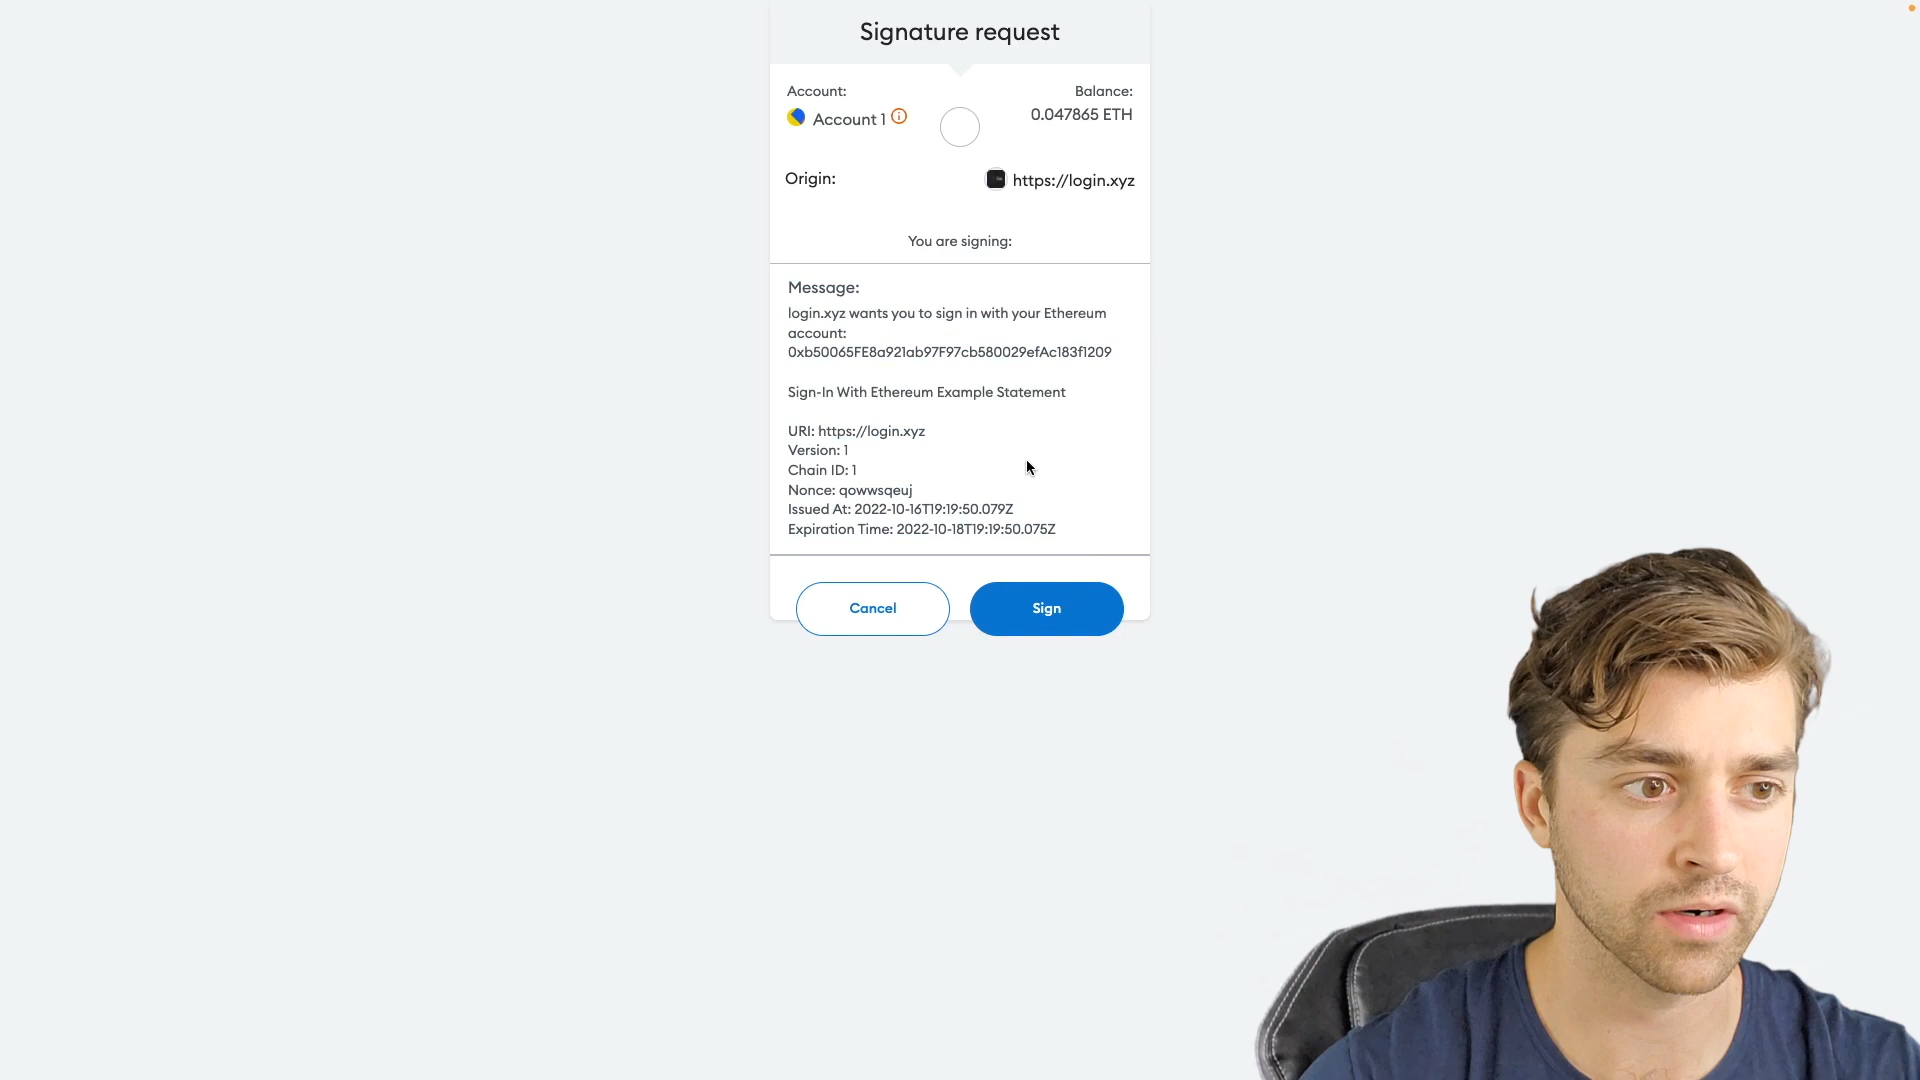 Signature request
Account:
Balance:
Account 1
0.047865 ETH
Origin:
https://login.xyz
You are signing:
Message:
login.xyz wants you to sign in with your Ethereum
account:
0xb50065FE8a921ab97F97cb580029efAc183f1209
Sign-In With Ethereum Example Statement
URI: https://login.xyz
Version: 1
Chain ID: 1
Nonce: qowwsqeuj
Issued At: 2022-10-16T19:19:50.079Z
Expiration Time: 2022-10-18T19:19:50.075Z
Cancel
Sign